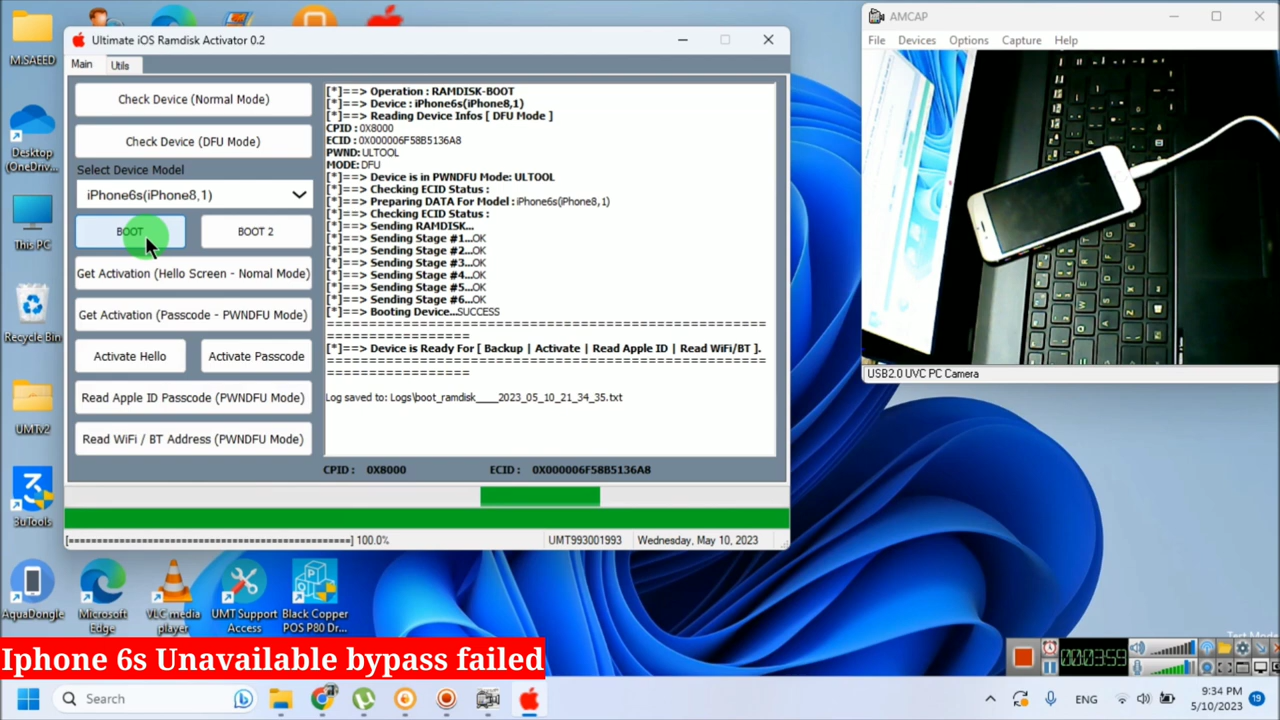 Ultimate iOS Ramdisk Activator 0.2
Main
Utils
Check Device (Normal Mode)
Check Device (DFU Mode)
Select Device Model
iPhone6s(iPhone8,1)
BOOT
BOOT 2
Get Activation (Hello Screen - Nomal Mode)
Get Activation (Passcode - PWNDFU Mode)
Activate Hello
Activate Passcode
Read Apple ID Passcode (PWNDFU Mode)
Read WiFi / BT Address (PWNDFU Mode)
[*]==> Operation : RAMDISK-BOOT
[*]==> Device : iPhone6s(iPhone8,1)
[*]==> Reading Device Infos [ DFU Mode ]
CPID : 0X8000
ECID : 0X000006F58B5136A8
PWND: ULTOOL
MODE: DFU
[*]==> Device is in PWNDFU Mode: ULTOOL
[*]==> Checking ECID Status :
[*]==> Preparing DATA For Model : iPhone6s(iPhone8,1)
[*]==> Checking ECID Status :
[*]==> Sending RAMDISK...
[*]==> Sending Stage #1...OK
[*]==> Sending Stage #2...OK
[*]==> Sending Stage #3...OK
[*]==> Sending Stage #4...OK
[*]==> Sending Stage #5...OK
[*]==> Sending Stage #6...OK
[*]==> Booting Device...SUCCESS
[*]==> Device is Ready For [ Backup | Activate | Read Apple ID | Read WiFi/BT ].
Log saved to: Logs\boot_ramdisk____2023_05_10_21_34_35.txt
CPID : 0X8000 ECID : 0X000006F58B5136A8
[======================================] 100.0%
UMT993001993
Wednesday, May 10, 2023
AMCAP
File Devices Options Capture Help
USB2.0 UVC PC Camera
M.SAEED
Desktop
(OneDriv...
This PC
Recycle Bin
UMTv2
3uTools
AquaDongle
Microsoft
Edge
VLC media
player
UMT Support
Access
Black Copper
POS P80 Dr...
Test Mode
00:03:59
Iphone 6s Unavailable bypass failed
Search
ENG
9:34 PM
5/10/2023
19